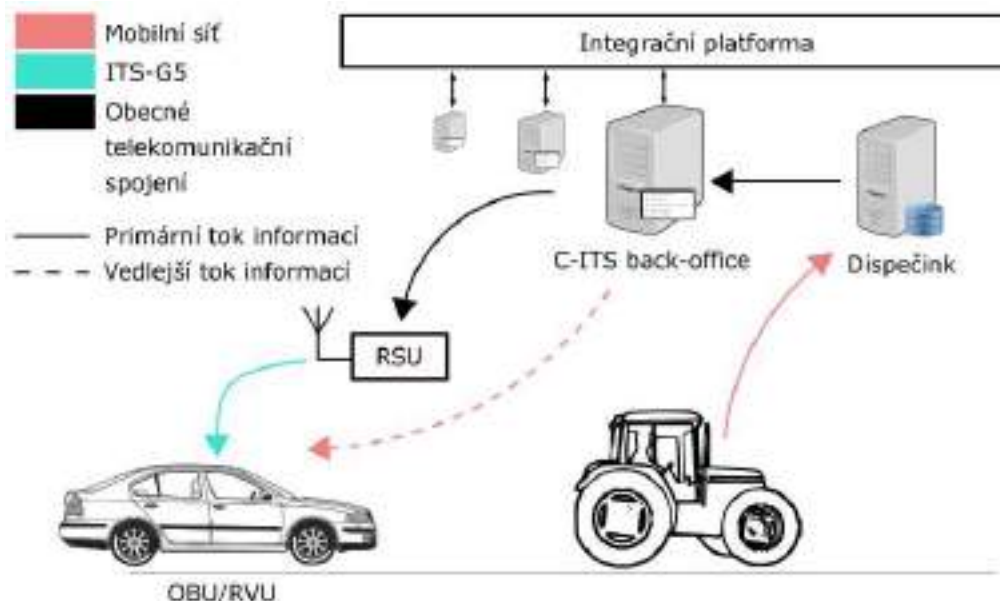 Mobilní síť
ITS-G5
Obecné
telekomunikační
spojení
Primární tok informací
Vedlejší tok informací
Integrační platforma
C-ITS back-office
Dispečink
RSU
OBU/RVU